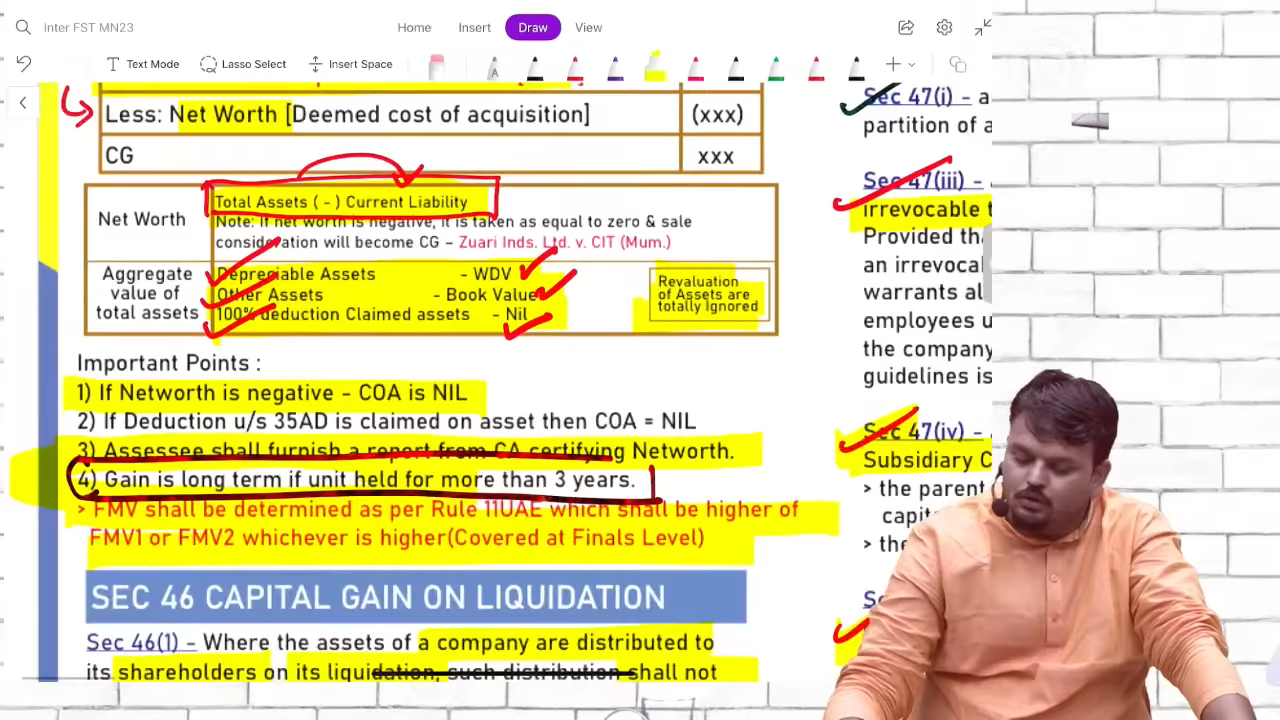 Inter FST MN23
Home
Insert
Draw
View
Text Mode
Lasso Select
Insert Space
Less: Net Worth [Deemed cost of acquisition]
(xxx)
CG
xxx
Net Worth
Total Assets ( - ) Current Liability
Note: If net worth is negative, it is taken as equal to zero & sale
consideration will become CG – Zuari Inds. Ltd. v. CIT (Mum.)
Aggregate
value of
total assets
Depreciable Assets - WDV
Other Assets - Book Value
100% deduction Claimed assets - Nil
Revaluation
of Assets are
totally Ignored
Important Points :
1) If Networth is negative - COA is NIL
2) If Deduction u/s 35AD is claimed on asset then COA = NIL
3) Assessee shall furnish a report from CA certifying Networth.
4) Gain is long term if unit held for more than 3 years.
> FMV shall be determined as per Rule 11UAE which shall be higher of
FMV1 or FMV2 whichever is higher(Covered at Finals Level)
SEC 46 CAPITAL GAIN ON LIQUIDATION
Sec 46(1) - Where the assets of a company are distributed to
its shareholders on its liquidation, such distribution shall not
Sec 47(i) - a
partition of a
Sec 47(iii) -
irrevocable t
Provided tha
an irrevocal
warrants al
employees u
the company
guidelines is
Sec 47(iv) -
Subsidiary C
> the parent
capit
> the